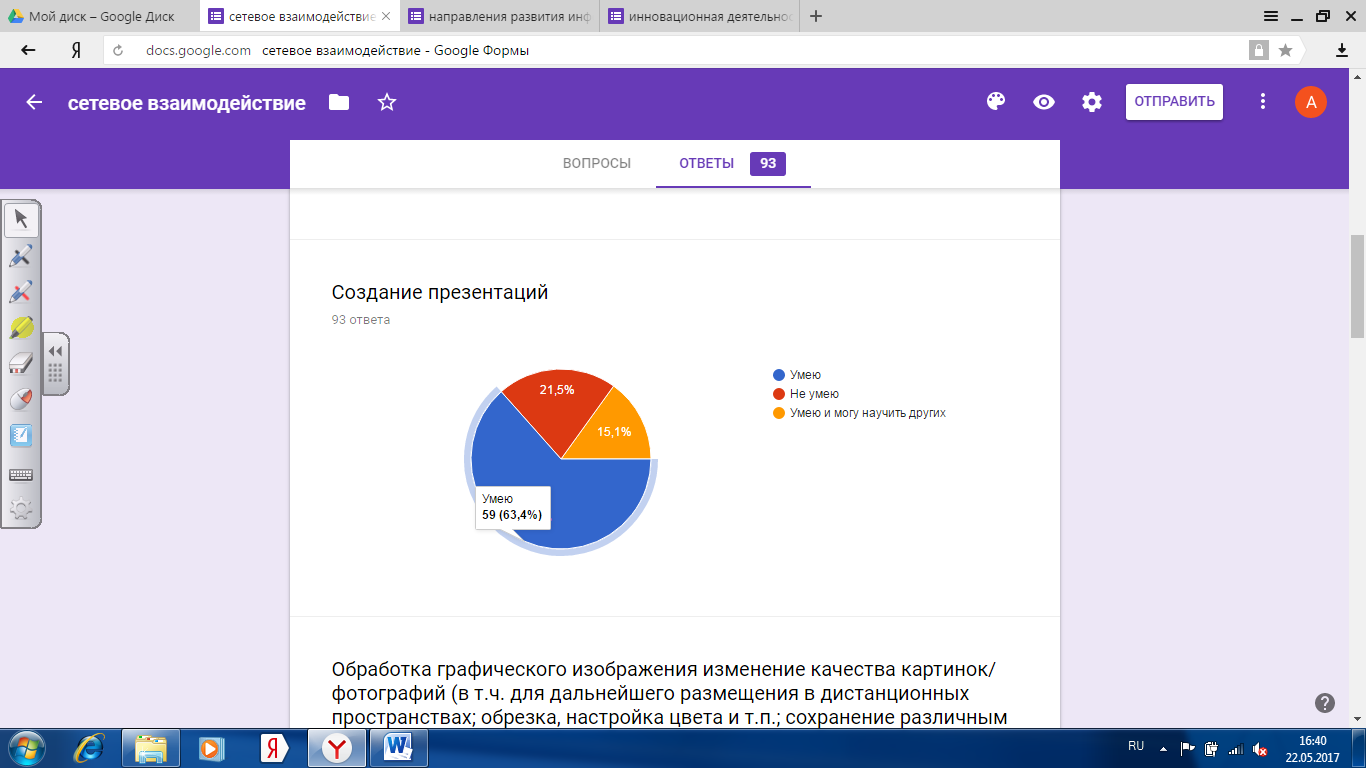 Мой диск – Google Диск
сетевое взаимодействие
направления развития инф
инновационная деятельнос
Я
docs.google.com сетевое взаимодействие - Google Формы
сетевое взаимодействие
ОТПРАВИТЬ
А
ВОПРОСЫ
ОТВЕТЫ 93
Создание презентаций
93 ответа
21,5%
15,1%
Умею
59 (63,4%)
Умею
Не умею
Умею и могу научить других
Обработка графического изображения изменение качества картинок/
фотографий (в т.ч. для дальнейшего размещения в дистанционных
пространствах; обрезка, настройка цвета и т.п.; сохранение различным
RU
16:40
22.05.2017